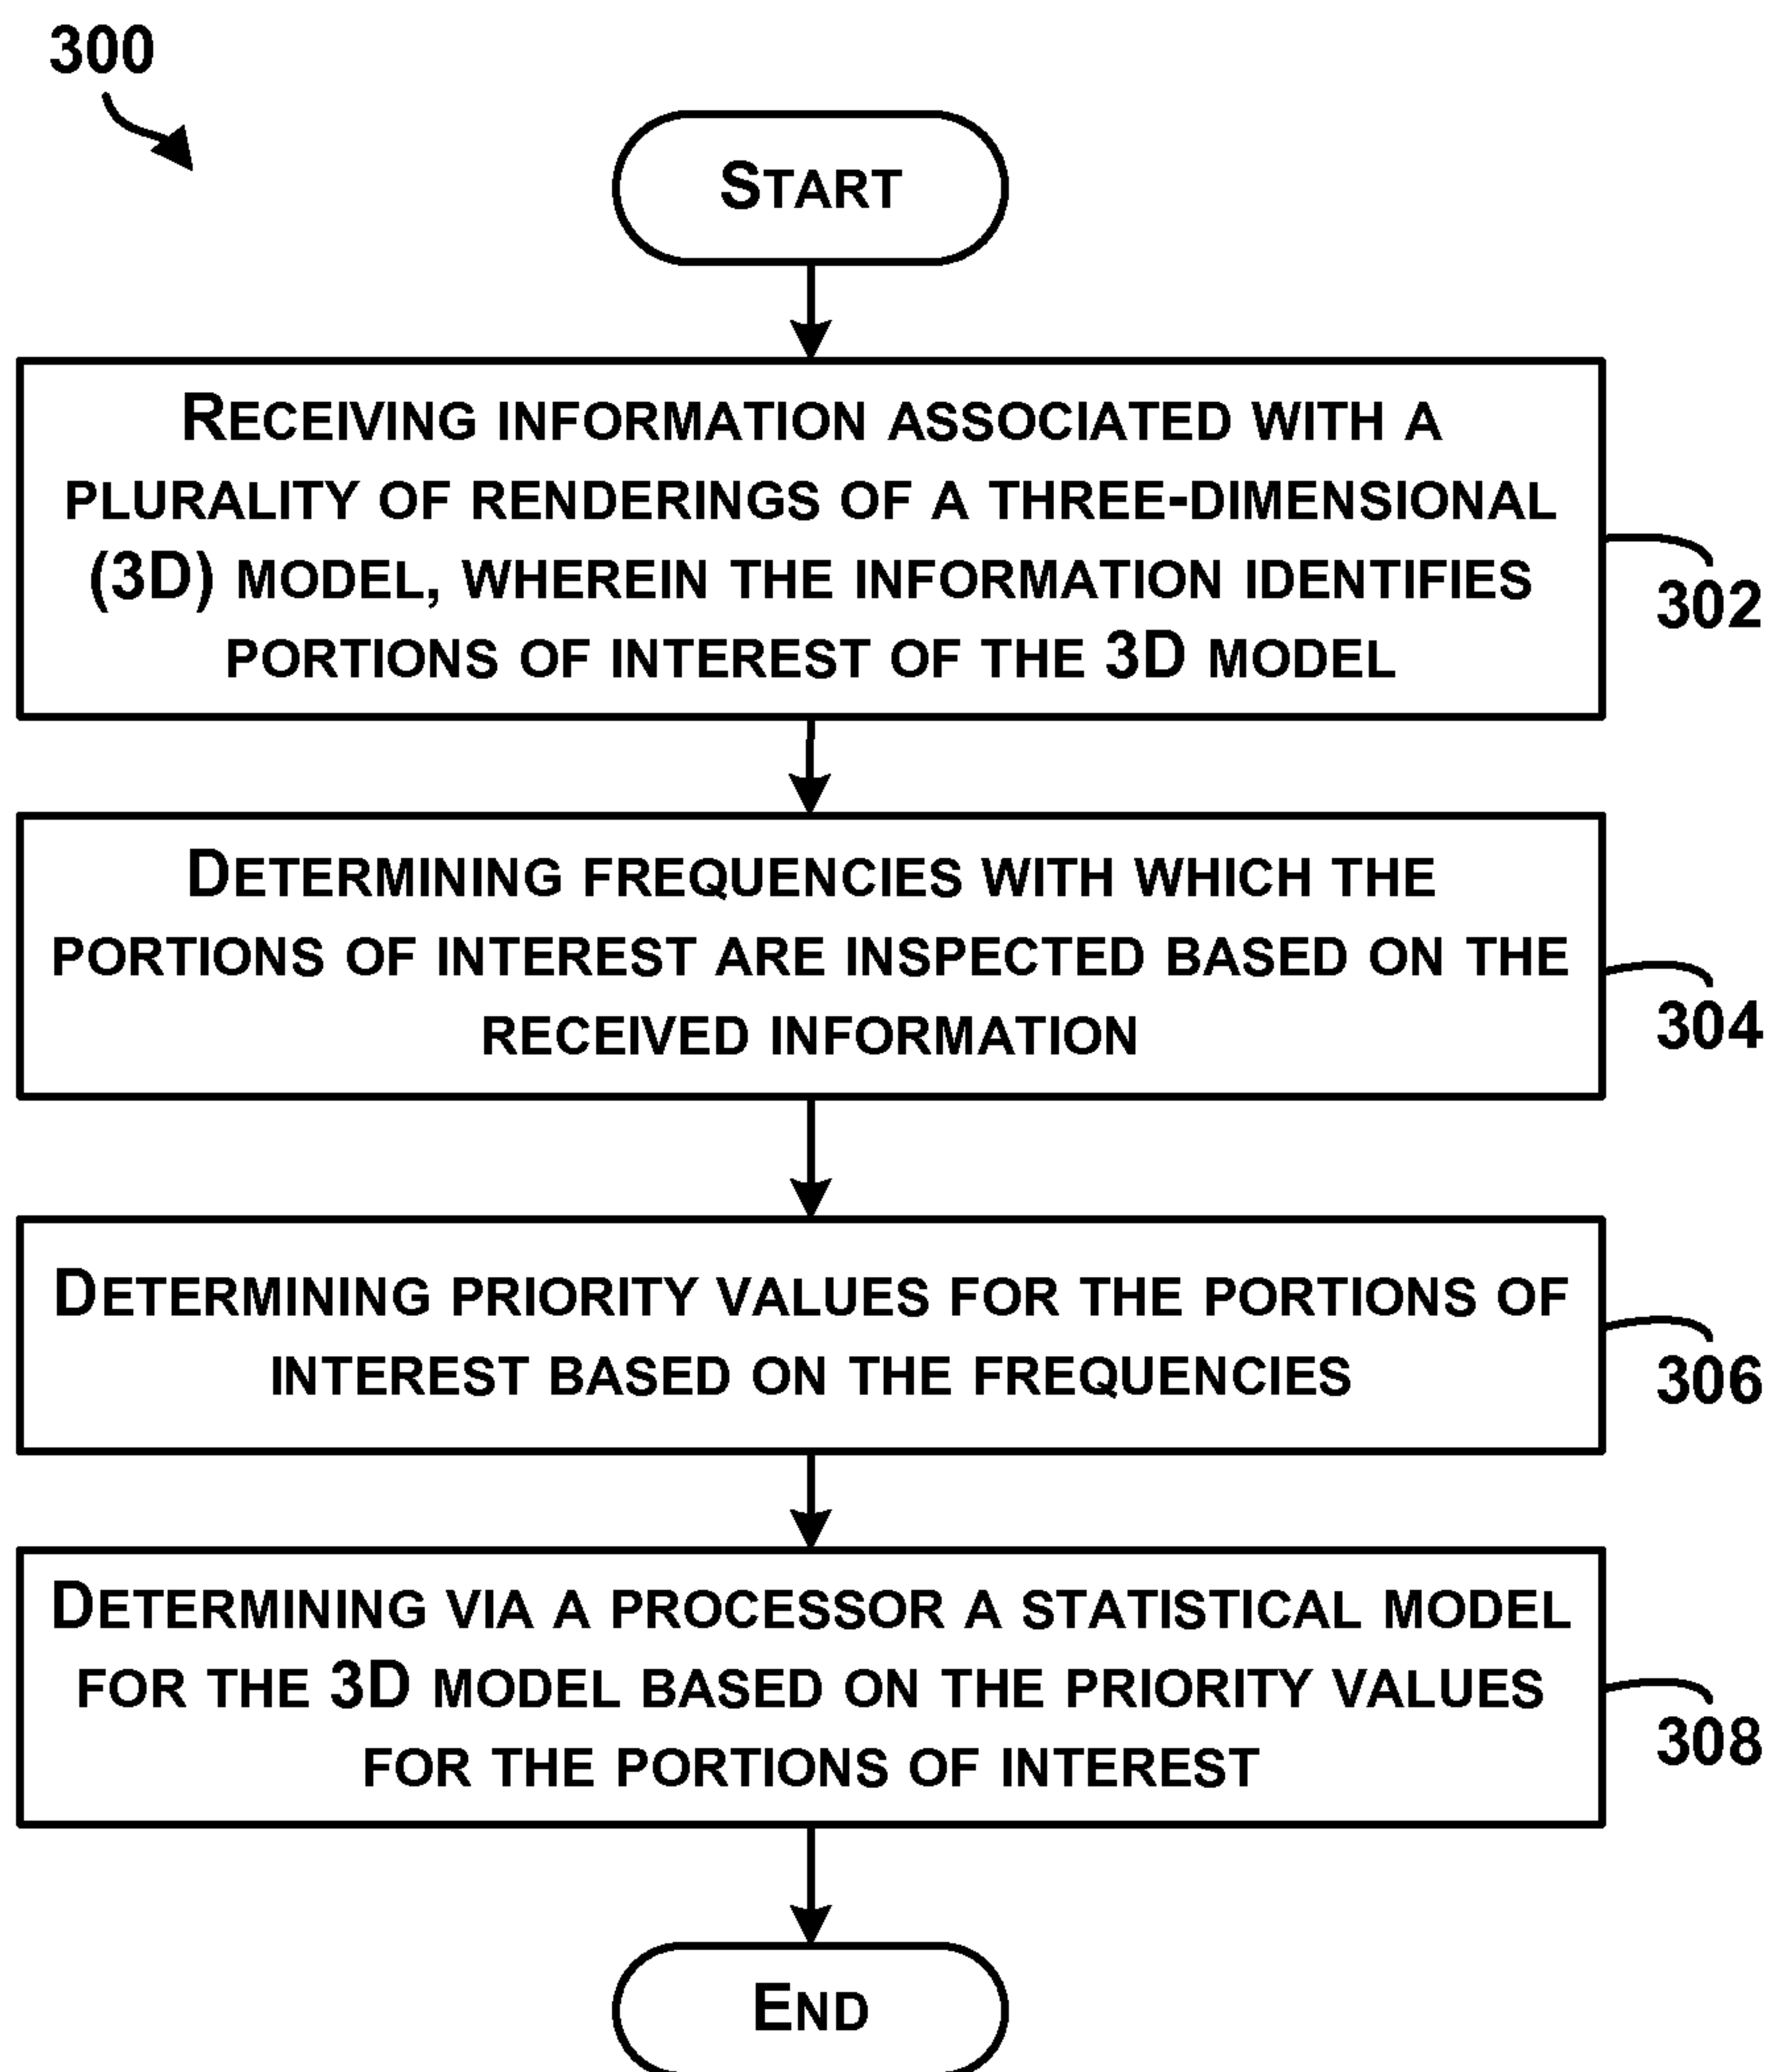 300
START
RECEIVING INFORMATION ASSOCIATED WITH A
PLURALITY OF RENDERINGS OF A THREE-DIMENSIONAL
(3D) MODEL, WHEREIN THE INFORMATION IDENTIFIES
PORTIONS OF INTEREST OF THE 3D MODEL
302
DETERMINING FREQUENCIES WITH WHICH THE
PORTIONS OF INTEREST ARE INSPECTED BASED ON THE
RECEIVED INFORMATION
304
DETERMINING PRIORITY VALUES FOR THE PORTIONS OF
INTEREST BASED ON THE FREQUENCIES
306
DETERMINING VIA A PROCESSOR A STATISTICAL MODEL
FOR THE 3D MODEL BASED ON THE PRIORITY VALUES
FOR THE PORTIONS OF INTEREST
308
END